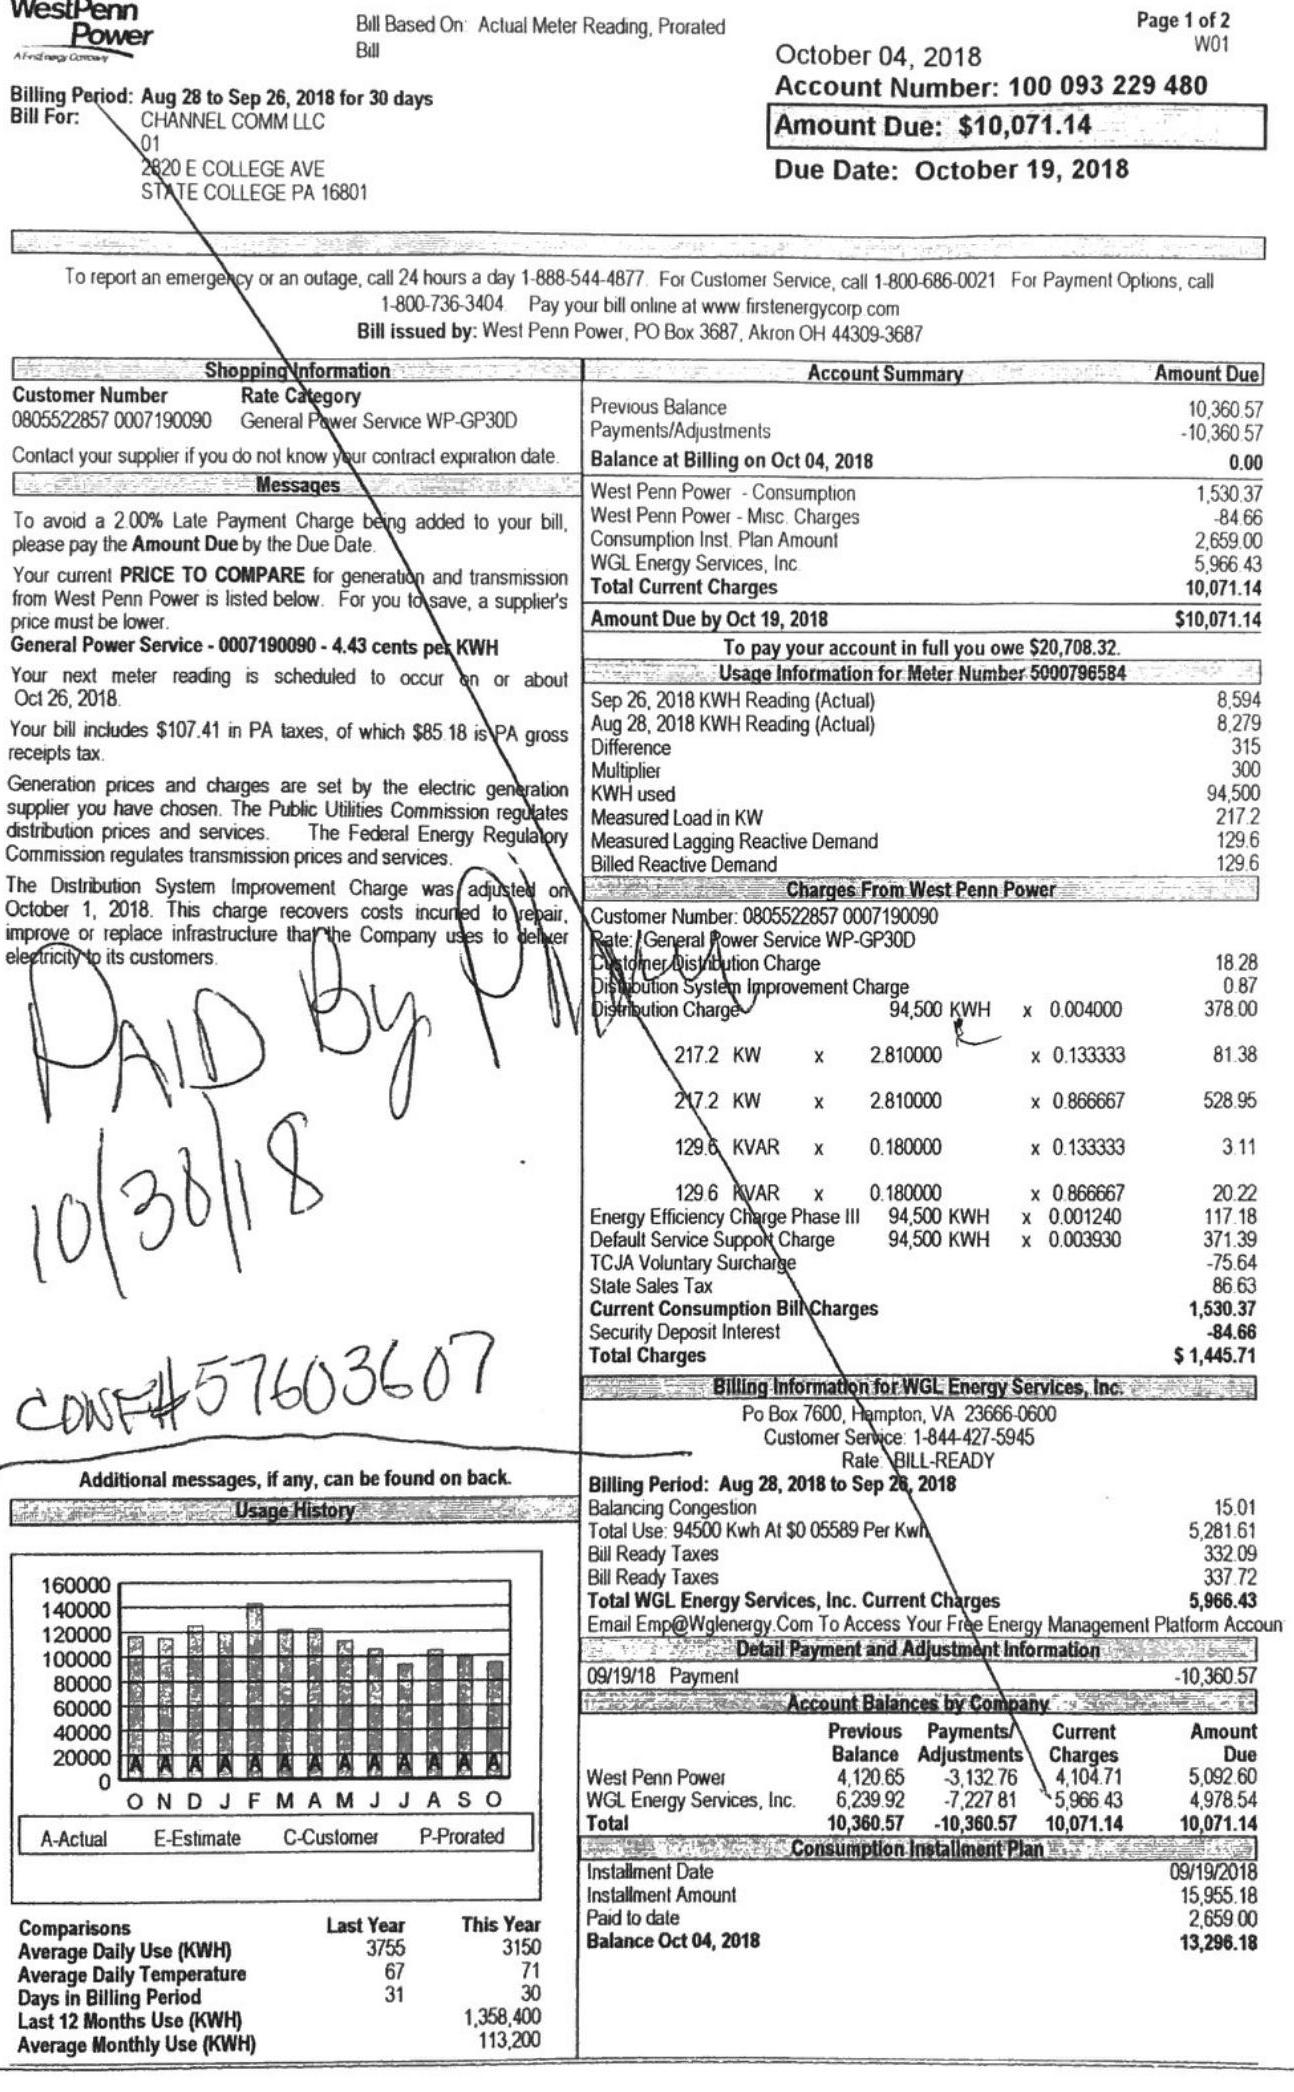 WestPenn
Power
A FirstEnergy Company
Bill Based On: Actual Meter Reading, Prorated
Bill
Page 1 of 2
W01
October 04, 2018
Account Number: 100 093 229 480
Amount Due: $10,071.14
Due Date: October 19, 2018
Billing Period: Aug 28 to Sep 26, 2018 for 30 days
Bill For: CHANNEL COMM LLC
01
2820 E COLLEGE AVE
STATE COLLEGE PA 16801
To report an emergency or an outage, call 24 hours a day 1-888-544-4877. For Customer Service, call 1-800-686-0021 For Payment Options, call
1-800-736-3404. Pay your bill online at www.firstenergycorp.com
Bill issued by: West Penn Power, PO Box 3687, Akron OH 44309-3687
Shopping Information
Customer Number Rate Category
0805522857 0007190090 General Power Service WP-GP30D
Contact your supplier if you do not know your contract expiration date.
Messages
To avoid a 2.00% Late Payment Charge being added to your bill,
please pay the Amount Due by the Due Date.
Your current PRICE TO COMPARE for generation and transmission
from West Penn Power is listed below. For you to save, a supplier's
price must be lower.
General Power Service - 0007190090 - 4.43 cents per KWH
Your next meter reading is scheduled to occur on or about
Oct 26, 2018.
Your bill includes $107.41 in PA taxes, of which $85.18 is PA gross
receipts tax.
Generation prices and charges are set by the electric generation
supplier you have chosen. The Public Utilities Commission regulates
distribution prices and services. The Federal Energy Regulatory
Commission regulates transmission prices and services.
The Distribution System Improvement Charge was adjusted on
October 1, 2018. This charge recovers costs incurred to repair,
improve or replace infrastructure that the Company uses to deliver
electricity to its customers.
PAID By
10/30/18
CONF# 57603607
Additional messages, if any, can be found on back.
Usage History
160000
140000
120000
100000
80000
60000
40000
20000
0
A A A A A A A A A A A A A
O N D J F M A M J J A S O
A-Actual E-Estimate C-Customer P-Prorated
Comparisons Last Year This Year
Average Daily Use (KWH) 3755 3150
Average Daily Temperature 67 71
Days in Billing Period 31 30
Last 12 Months Use (KWH) 1,358,400
Average Monthly Use (KWH) 113,200
Account Summary Amount Due
Previous Balance 10,360.57
Payments/Adjustments -10,360.57
Balance at Billing on Oct 04, 2018 0.00
West Penn Power - Consumption 1,530.37
West Penn Power - Misc. Charges -84.66
Consumption Inst. Plan Amount 2,659.00
WGL Energy Services, Inc. 5,966.43
Total Current Charges 10,071.14
Amount Due by Oct 19, 2018 $10,071.14
To pay your account in full you owe $20,708.32.
Usage Information for Meter Number 5000796584
Sep 26, 2018 KWH Reading (Actual) 8,594
Aug 28, 2018 KWH Reading (Actual) 8,279
Difference 315
Multiplier 300
KWH used 94,500
Measured Load in KW 217.2
Measured Lagging Reactive Demand 129.6
Billed Reactive Demand 129.6
Charges From West Penn Power
Customer Number: 0805522857 0007190090
Rate: General Power Service WP-GP30D
Customer Distribution Charge 18.28
Distribution System Improvement Charge 0.87
Distribution Charge 94,500 KWH x 0.004000 378.00
217.2 KW x 2.810000 x 0.133333 81.38
217.2 KW x 2.810000 x 0.866667 528.95
129.6 KVAR x 0.180000 x 0.133333 3.11
129.6 KVAR x 0.180000 x 0.866667 20.22
Energy Efficiency Charge Phase III 94,500 KWH x 0.001240 117.18
Default Service Support Charge 94,500 KWH x 0.003930 371.39
TCJA Voluntary Surcharge -75.64
State Sales Tax 86.63
Current Consumption Bill Charges 1,530.37
Security Deposit Interest -84.66
Total Charges $ 1,445.71
Billing Information for WGL Energy Services, Inc.
Po Box 7600, Hampton, VA 23666-0600
Customer Service: 1-844-427-5945
Rate: BILL-READY
Billing Period: Aug 28, 2018 to Sep 26, 2018
Balancing Congestion 15.01
Total Use: 94500 Kwh At $0.05589 Per Kwh 5,281.61
Bill Ready Taxes 332.09
Bill Ready Taxes 337.72
Total WGL Energy Services, Inc. Current Charges 5,966.43
Email Emp@Wglenergy.Com To Access Your Free Energy Management Platform Accoun
Detail Payment and Adjustment Information
09/19/18 Payment -10,360.57
Account Balances by Company
Previous Payments/ Current Amount
Balance Adjustments Charges Due
West Penn Power 4,120.65 -3,132.76 4,104.71 5,092.60
WGL Energy Services, Inc. 6,239.92 -7,227.81 5,966.43 4,978.54
Total 10,360.57 -10,360.57 10,071.14 10,071.14
Consumption Installment Plan
Installment Date 09/19/2018
Installment Amount 15,955.18
Paid to date 2,659.00
Balance Oct 04, 2018 13,296.18